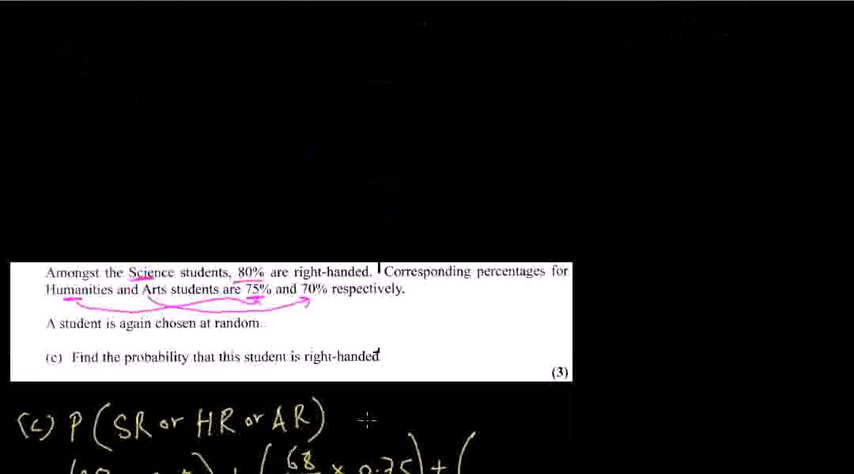 Amongst the Science students, 80% are right-handed. Corresponding percentages for
Humanities and Arts students are 75% and 70% respectively.
A student is again chosen at random.
(c) Find the probability that this student is right-handed
(3)
(c) P(SR or HR or AR)
) + (68 × 0.75) + (